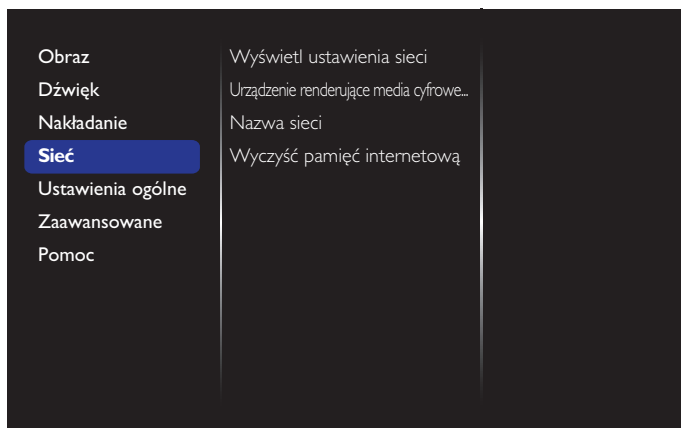 Obraz
Dźwięk
Nakładanie
Sieć
Ustawienia ogólne
Zaawansowane
Pomoc
Wyświetl ustawienia sieci
Urządzenie renderujące media cyfrowe...
Nazwa sieci
Wyczyść pamięć internetową